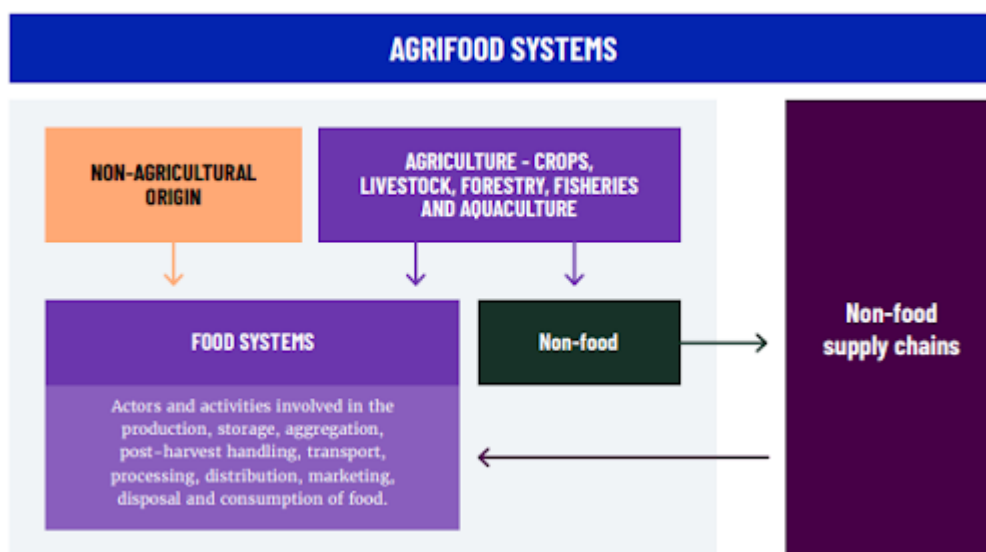 AGRIFOOD SYSTEMS
NON-AGRICULTURAL
ORIGIN
AGRICULTURE - CROPS,
LIVESTOCK, FORESTRY, FISHERIES
AND AQUACULTURE
FOOD SYSTEMS
Actors and activities involved in the
production, storage, aggregation,
post-harvest handling, transport,
processing, distribution, marketing,
disposal and consumption of food.
Non-food
Non-food
supply chains